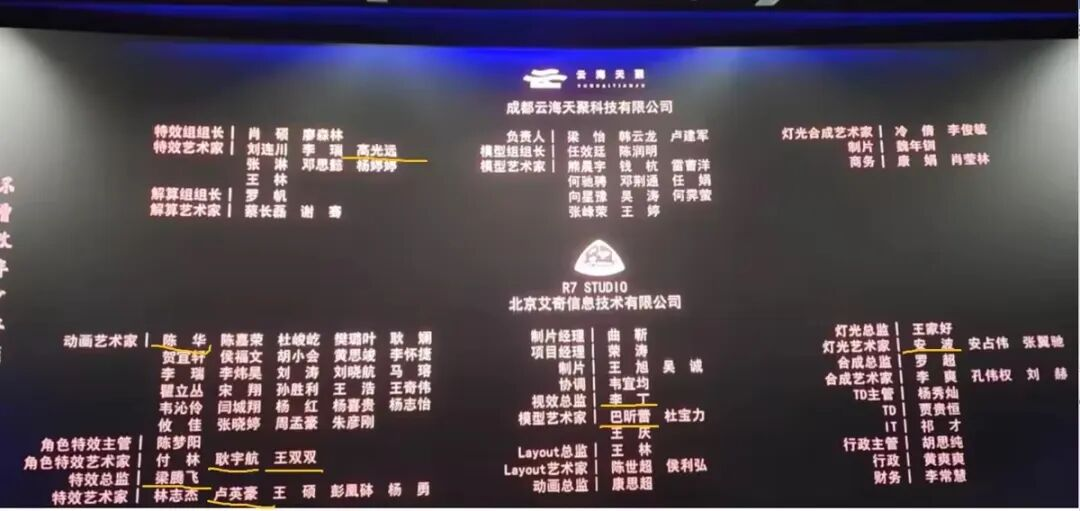 云海天聚
YUNHAITIANJU
成都云海天聚科技有限公司
特效组组长 肖硕 廖森林
特效艺术家 刘连川 李瑞 高光远
张淋 邓思懿 杨婷婷
王林
解算组组长 罗帆
解算艺术家 蔡长磊 谢骞
负责人 梁怡 韩云龙 卢建军
模型组组长 任效廷 陈润明
模型艺术家 熊晨宇 钱杭 雷曹洋
何驰骋 邓荆通 任娟
向星豫 吴涛 何霁莹
张峰荣 王婷
灯光合成艺术家 冷倩 李俊毓
制片 魏年钏
商务 康娟 肖莹林
R7 STUDIO
北京艾奇信息技术有限公司
动画艺术家 陈华 陈嘉荣 杜峻屹 樊璐叶 耿斓
贺宜轩 侯福文 胡小会 黄思峻 李怀捷
李瑞 李炜昊 刘涛 刘晓航 马瑢
瞿立丛 宋翔 孙胜利 王浩 王奇伟
韦沁伶 闫城翔 杨红 杨喜贵 杨志怡
攸佳 张晓婷 周孟豪 朱彦刚
角色特效主管 陈梦阳
角色特效艺术家 付林 耿宇航 王双双
特效总监 梁腾飞
特效艺术家 林志杰 卢英豪 王硕 彭凰 杨勇
制片经理 曲靳
项目经理 荣涛
制片 王旭 吴诚
协调 韦宜均
视效总监 李丁
模型艺术家 巴昕蕾 杜宝力
王庆
Layout总监 王林
Layout艺术家 陈世超 侯利弘
动画总监 康思超
灯光总监 王家好
灯光艺术家 安波 安占伟 张翼驰
合成总监 罗超
合成艺术家 李爽 孔伟权 刘赫
TD主管 杨秀灿
TD 贾贵恒
IT 祁才
行政主管 胡思纯
行政 黄爽爽
财务 李常慧